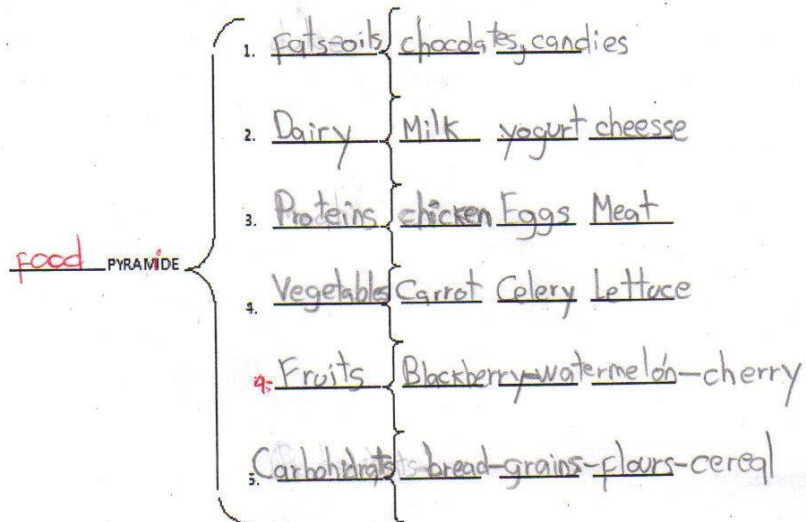 1. fats-oils chocolates, candies
2. Dairy Milk yogurt cheesse
3. Proteins chicken Eggs Meat
food PYRAMiDE
4. Vegetables Carrot Celery Lettuce
4. Fruits Blackberry-watermelón-cherry
5. Carbohidrats-bread-grains-flours-cereal